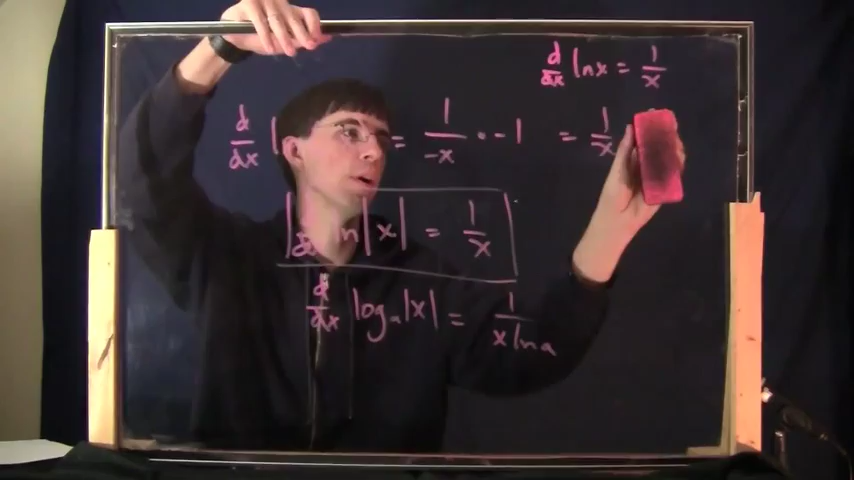 d/dx ln x = 1/x
d/dx = 1/-x · -1 = 1/x
d/dx ln|x| = 1/x
d/dx logₐ|x| = 1/x ln a